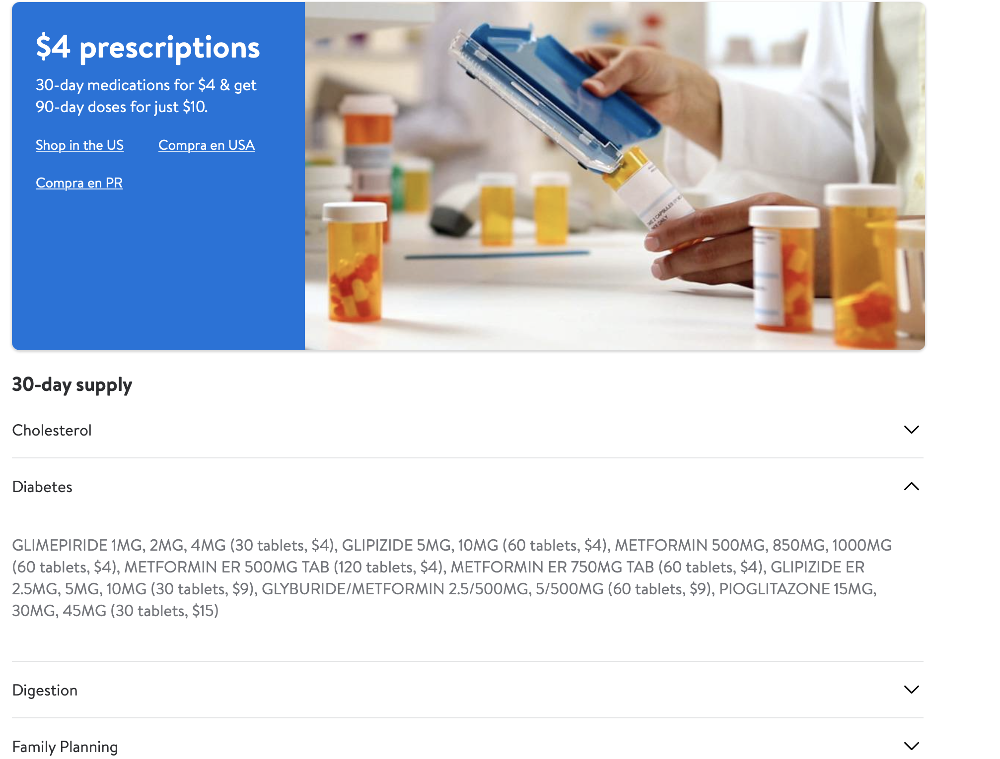 $4 prescriptions
30-day medications for $4 & get
90-day doses for just $10.
Shop in the US
Compra en USA
Compra en PR
30-day supply
Cholesterol
Diabetes
GLIMEPIRIDE 1MG, 2MG, 4MG (30 tablets, $4), GLIPIZIDE 5MG, 10MG (60 tablets, $4), METFORMIN 500MG, 850MG, 1000MG
(60 tablets, $4), METFORMIN ER 500MG TAB (120 tablets, $4), METFORMIN ER 750MG TAB (60 tablets, $4), GLIPIZIDE ER
2.5MG, 5MG, 10MG (30 tablets, $9), GLYBURIDE/METFORMIN 2.5/500MG, 5/500MG (60 tablets, $9), PIOGLITAZONE 15MG,
30MG, 45MG (30 tablets, $15)
Digestion
Family Planning